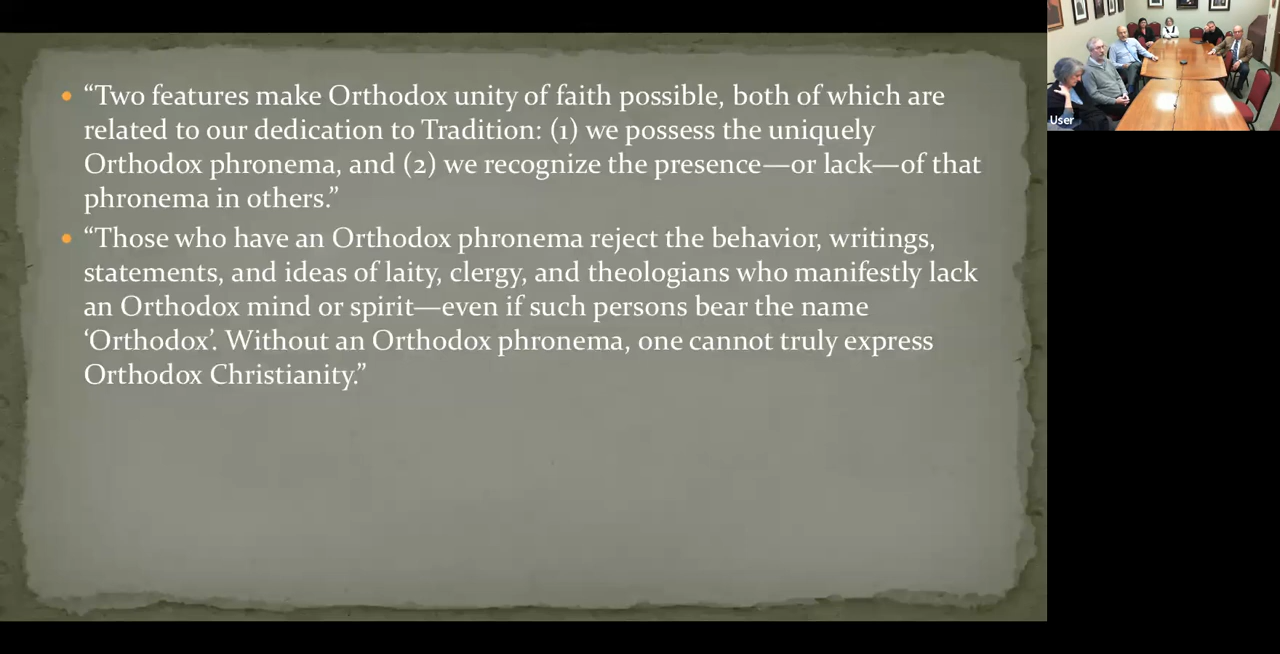 “Two features make Orthodox unity of faith possible, both of which are
related to our dedication to Tradition: (1) we possess the uniquely
Orthodox phronema, and (2) we recognize the presence—or lack—of that
phronema in others.”
“Those who have an Orthodox phronema reject the behavior, writings,
statements, and ideas of laity, clergy, and theologians who manifestly lack
an Orthodox mind or spirit—even if such persons bear the name
‘Orthodox’. Without an Orthodox phronema, one cannot truly express
Orthodox Christianity.”
User